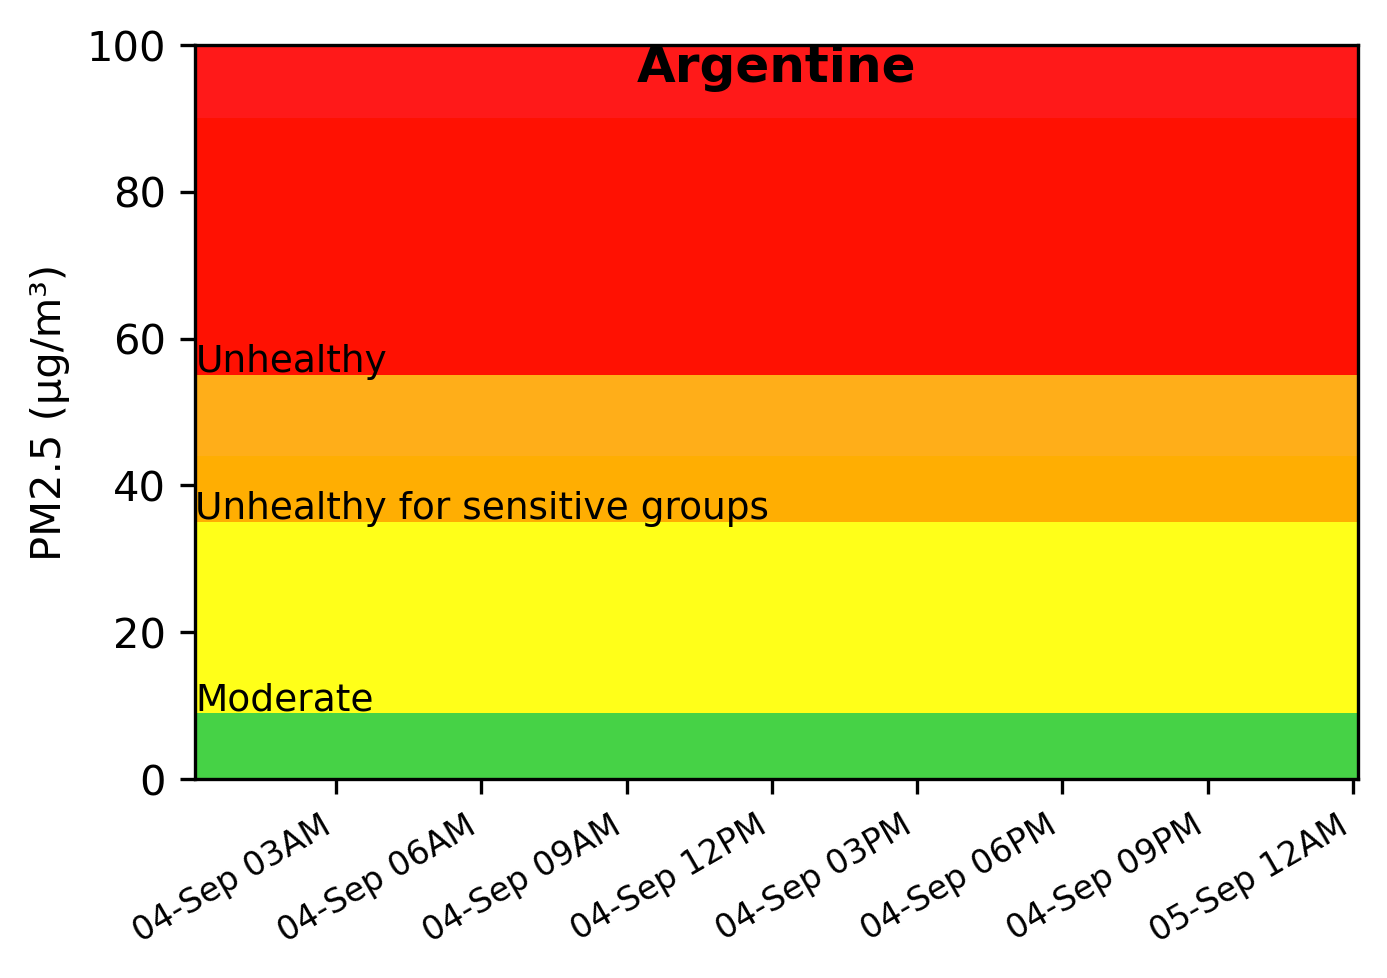 Argentine
100
80
60
40
20
0
PM2.5 (µg/m³)
Unhealthy
Unhealthy for sensitive groups
Moderate
04-Sep 03AM
04-Sep 06AM
04-Sep 09AM
04-Sep 12PM
04-Sep 03PM
04-Sep 06PM
04-Sep 09PM
05-Sep 12AM